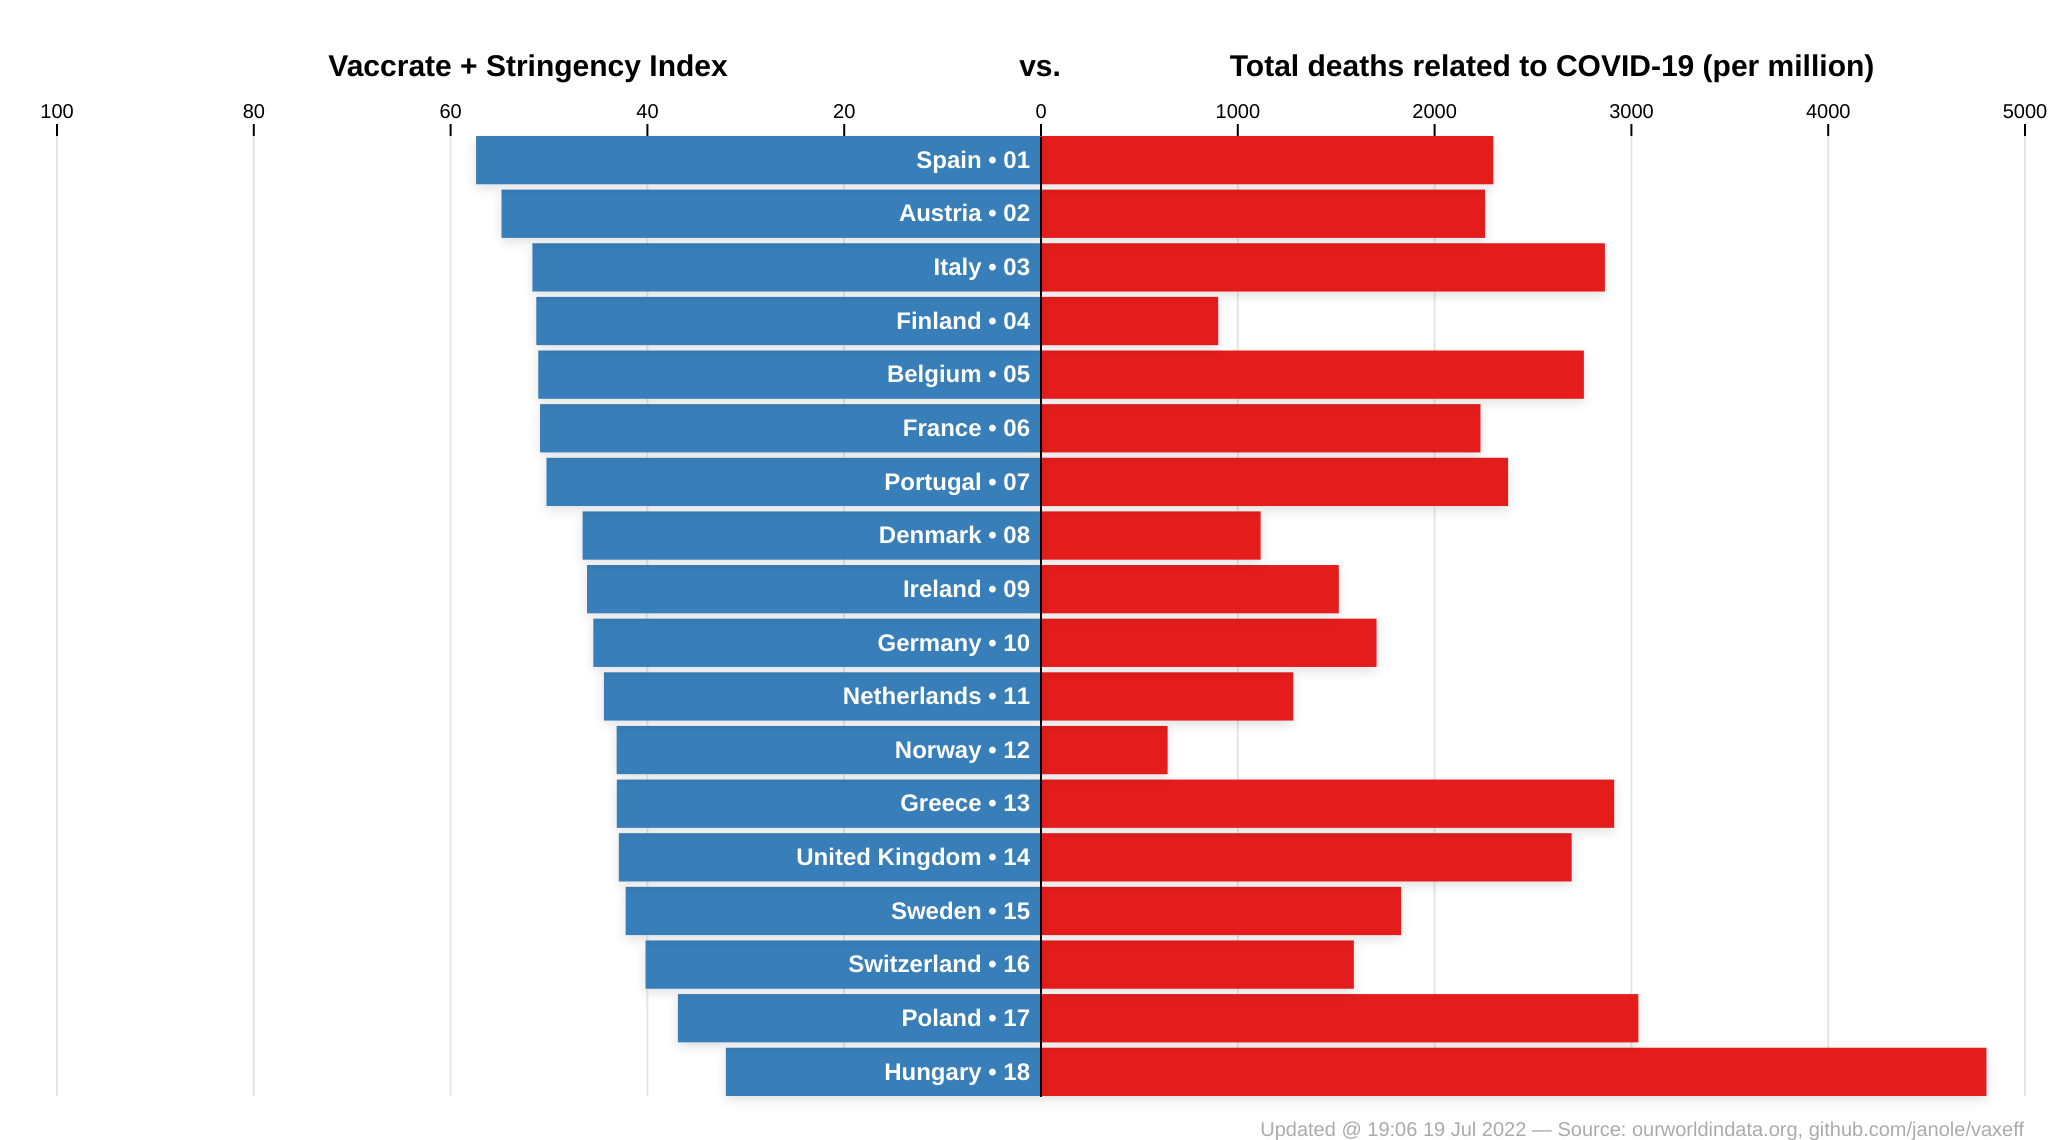 Vaccrate + Stringency Index vs. Total deaths related to COVID-19 (per million)
100 80 60 40 20 0 1000 2000 3000 4000 5000
Spain • 01
Austria • 02
Italy • 03
Finland • 04
Belgium • 05
France • 06
Portugal • 07
Denmark • 08
Ireland • 09
Germany • 10
Netherlands • 11
Norway • 12
Greece • 13
United Kingdom • 14
Sweden • 15
Switzerland • 16
Poland • 17
Hungary • 18
Updated @ 19:06 19 Jul 2022 — Source: ourworldindata.org, github.com/janole/vaxeff